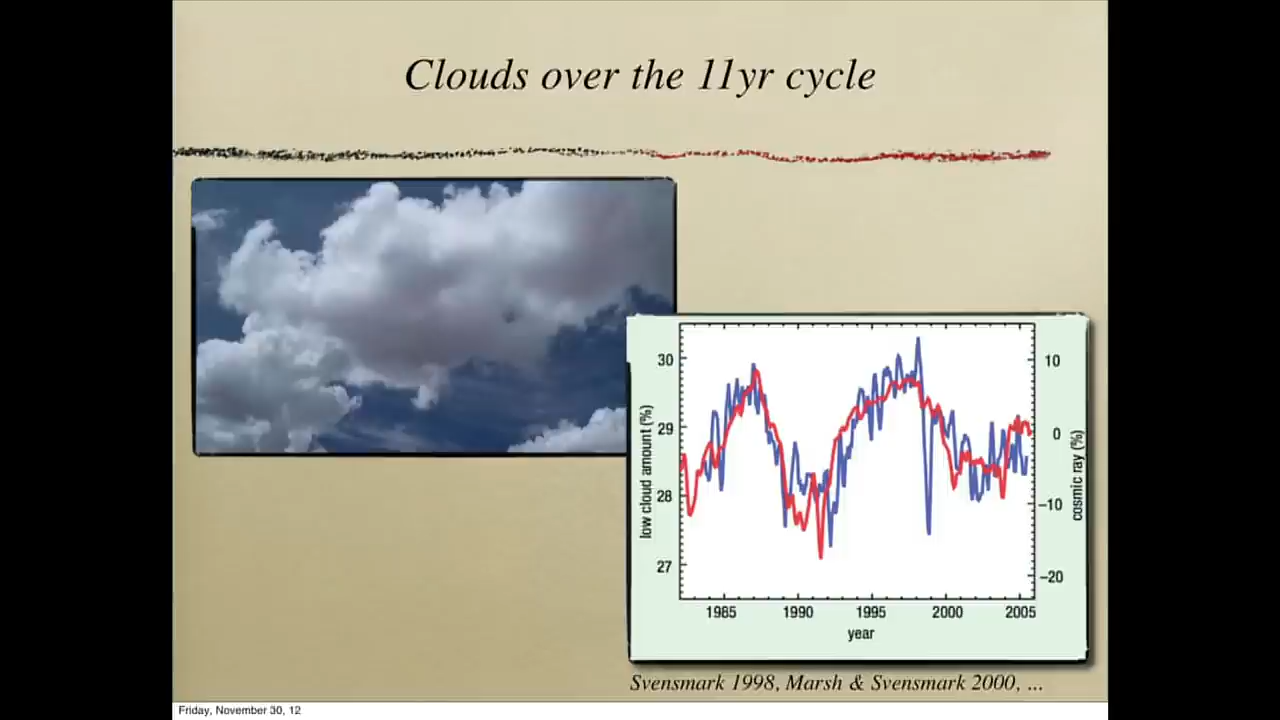 Clouds over the 11yr cycle
30
29
28
27
low cloud amount (%)
10
0
−10
−20
cosmic ray (%)
1985 1990 1995 2000 2005
year
Svensmark 1998, Marsh & Svensmark 2000, ...
Friday, November 30, 12